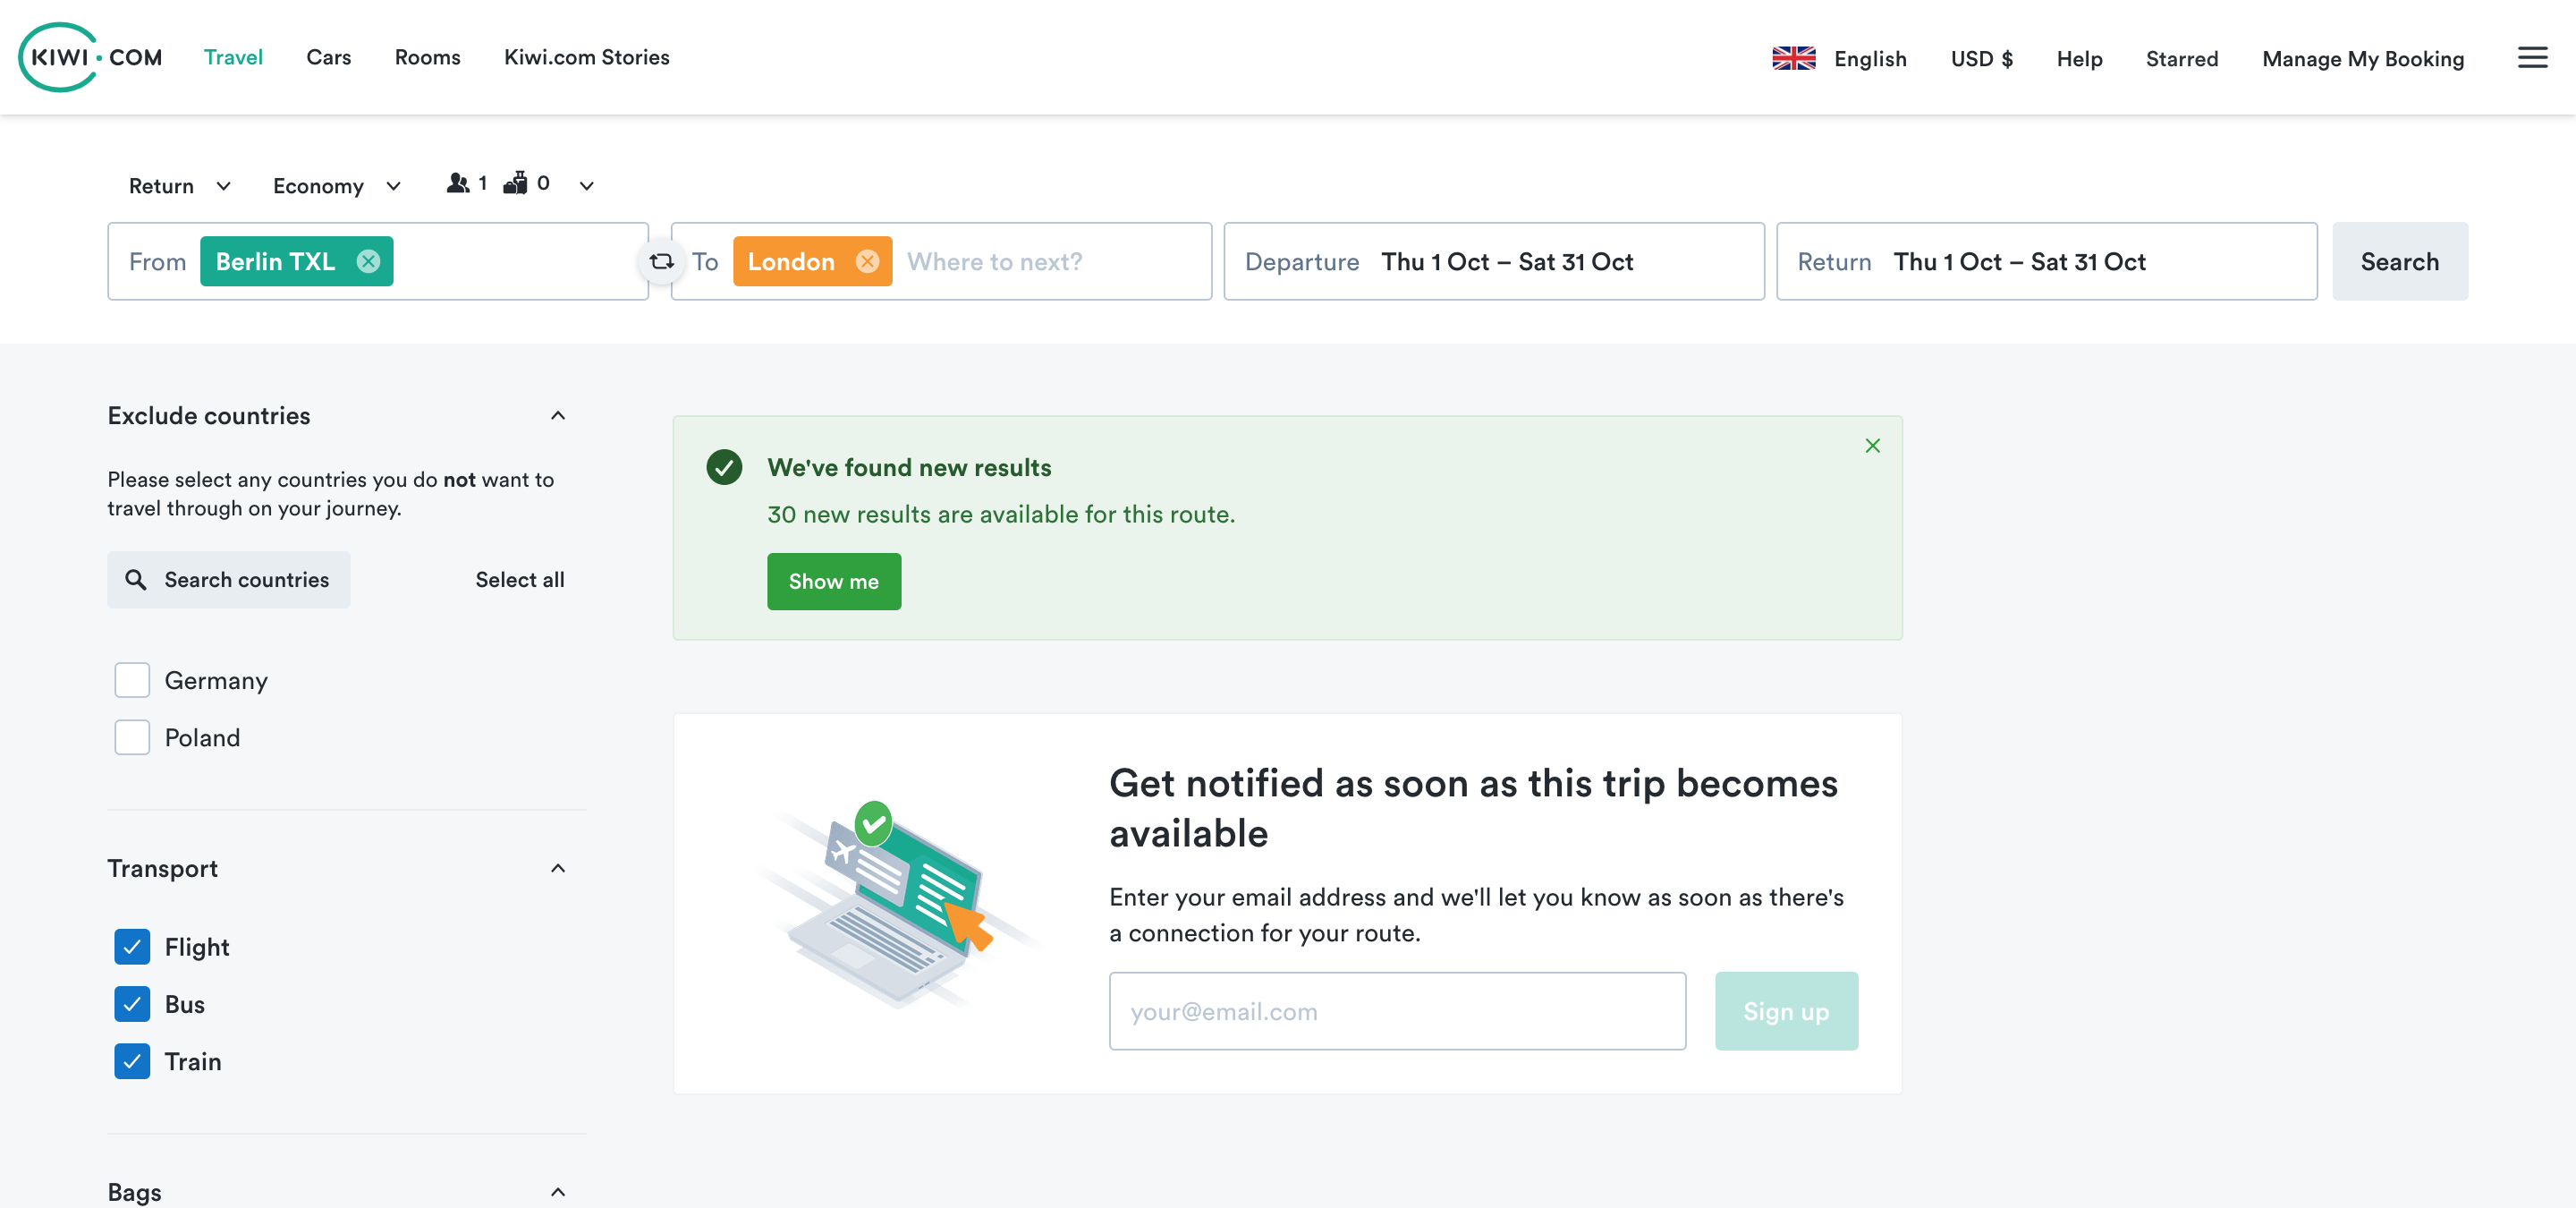 KIWI.COM Travel Cars Rooms Kiwi.com Stories English USD $ Help Starred Manage My Booking
Return Economy 1 0
From Berlin TXL To London Where to next? Departure Thu 1 Oct – Sat 31 Oct Return Thu 1 Oct – Sat 31 Oct Search
Exclude countries
Please select any countries you do not want to
travel through on your journey.
Search countries Select all
Germany
Poland
Transport
Flight
Bus
Train
Bags
We've found new results
30 new results are available for this route.
Show me
Get notified as soon as this trip becomes
available
Enter your email address and we'll let you know as soon as there's
a connection for your route.
your@email.com Sign up